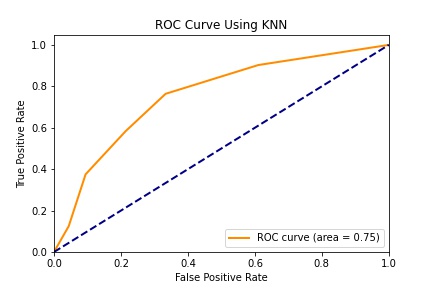 ROC Curve Using KNN
1.0
0.8
0.6
0.4
0.2
0.0
True Positive Rate
ROC curve (area = 0.75)
0.0 0.2 0.4 0.6 0.8 1.0
False Positive Rate